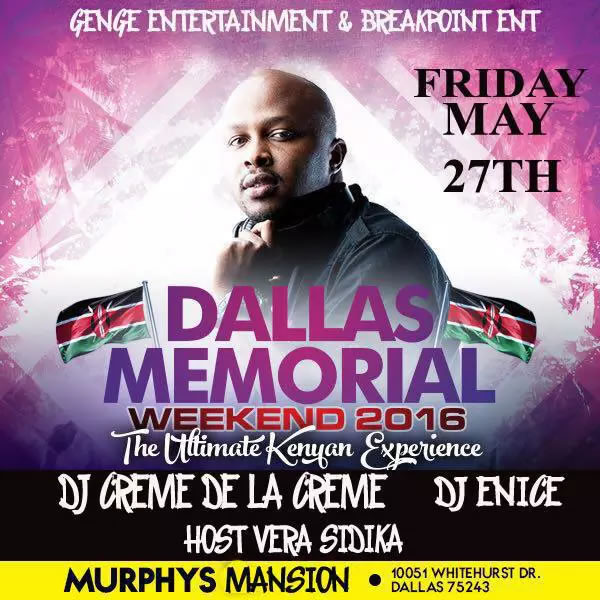 GENGE ENTERTAINMENT & BREAKPOINT ENT
FRIDAY
MAY
27TH
DALLAS
MEMORIAL
WEEKEND 2016
The Ultimate Kenyan Experience
DJ CREME DE LA CREME DJ ENICE
HOST VERA SIDIKA
MURPHYS MANSION • 10051 WHITEHURST DR.
DALLAS 75243